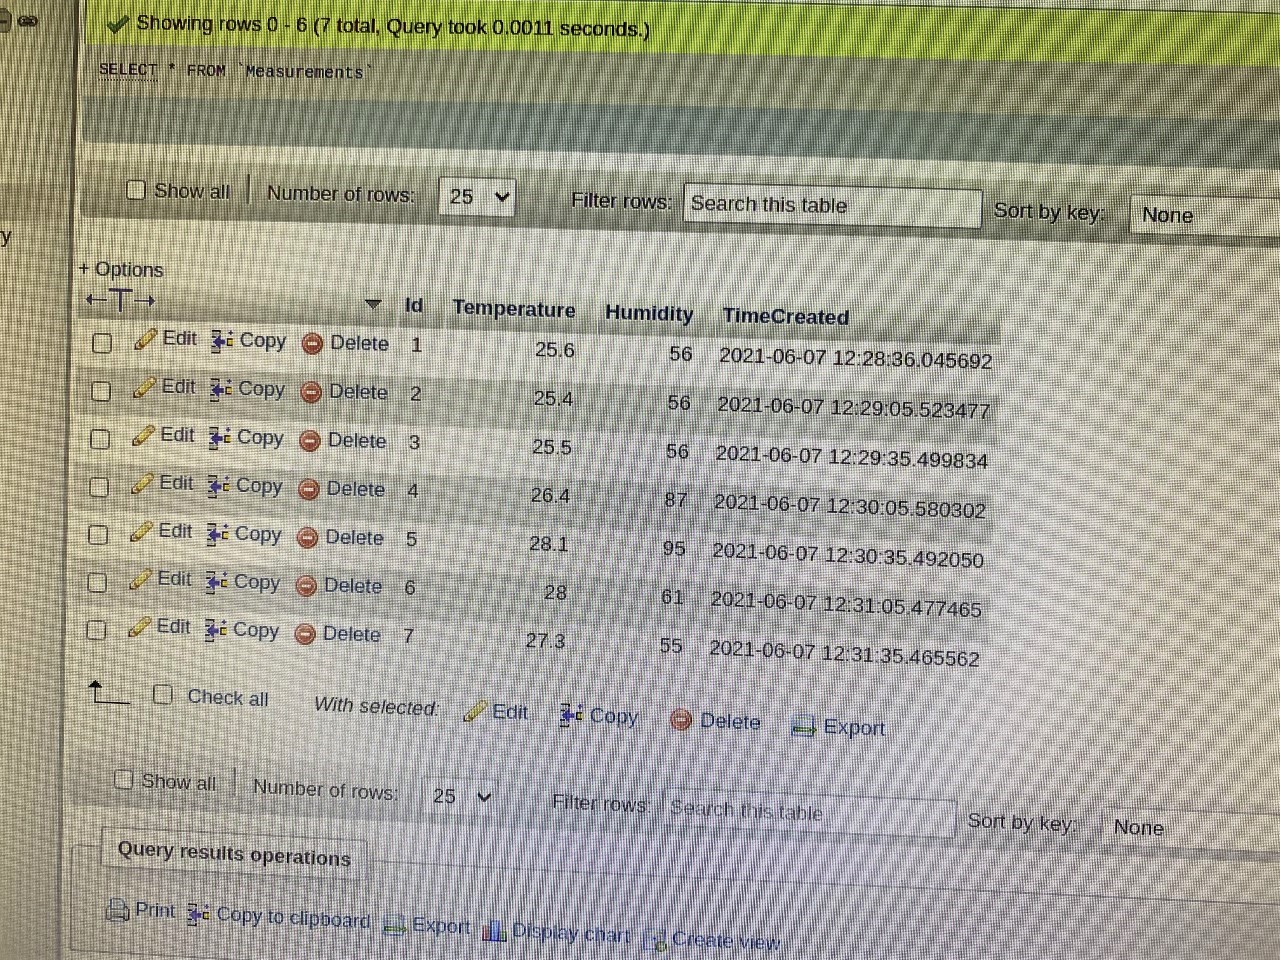 Showing rows 0 - 6 (7 total, Query took 0.0011 seconds.)
SELECT * FROM `Measurements`
Show all Number of rows: 25 Filter rows: Search this table Sort by key: None
y
+ Options
←T→ Id Temperature Humidity TimeCreated
Edit Copy Delete 1 25.6 56 2021-06-07 12:28:36.045692
Edit Copy Delete 2 25.4 56 2021-06-07 12:29:05.523477
Edit Copy Delete 3 25.5 56 2021-06-07 12:29:35.499834
Edit Copy Delete 4 26.4 87 2021-06-07 12:30:05.580302
Edit Copy Delete 5 28.1 95 2021-06-07 12:30:35.492050
Edit Copy Delete 6 28 61 2021-06-07 12:31:05.477465
Edit Copy Delete 7 27.3 55 2021-06-07 12:31:35.465562
Check all With selected: Edit Copy Delete Export
Show all Number of rows: 25 Filter rows: Search this table Sort by key: None
Query results operations
Print Copy to clipboard Export Display chart Create view